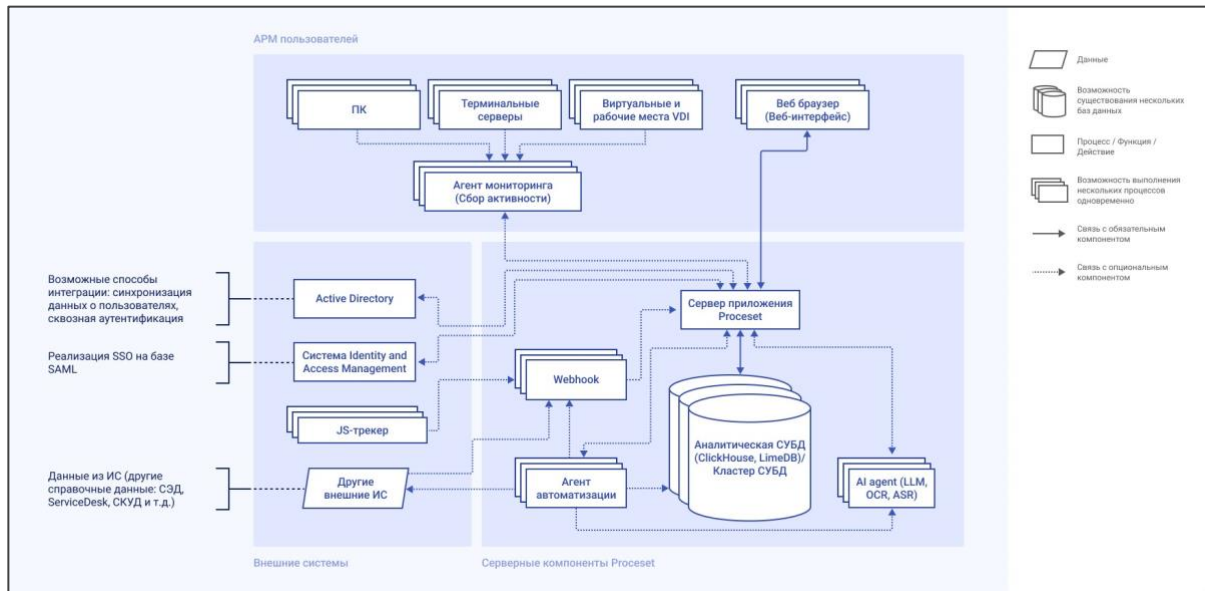 АРМ пользователей
ПК
Терминальные
серверы
Виртуальные и
рабочие места VDI
Веб браузер
(Веб-интерфейс)
Агент мониторинга
(Сбор активности)
Возможные способы
интеграции: синхронизация
данных о пользователях,
сквозная аутентификация
Active Directory
Реализация SSO на базе
SAML
Система Identity and
Access Management
JS-трекер
Данные из ИС (другие
справочные данные: СЭД,
ServiceDesk, СКУД и т.д.)
Другие
внешние ИС
Внешние системы
Сервер приложения
Proceset
Webhook
Аналитическая СУБД
(ClickHouse, LimeDB)/
Кластер СУБД
Агент
автоматизации
AI agent (LLM,
OCR, ASR)
Серверные компоненты Proceset
Данные
Возможность
существования нескольких
баз данных
Процесс / Функция /
Действие
Возможность выполнения
нескольких процессов
одновременно
Связь с обязательным
компонентом
Связь с опциональным
компонентом